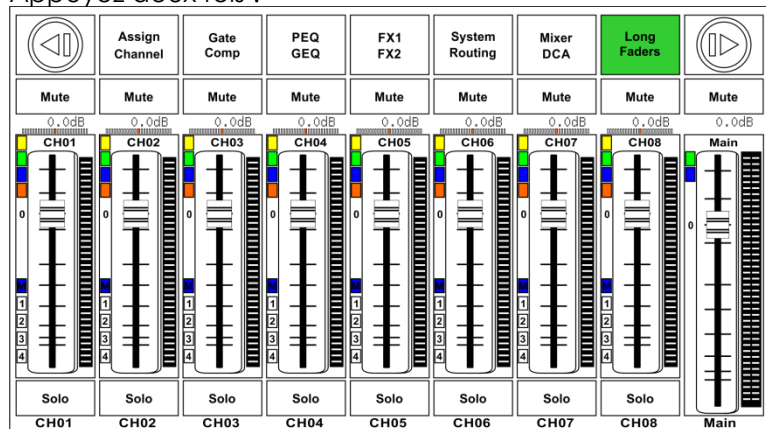 Appuyez deux fois :
Assign Gate PEQ FX1 System Mixer Long
Channel Comp GEQ FX2 Routing DCA Faders
Mute Mute Mute Mute Mute Mute Mute Mute Mute
0.0dB 0.0dB 0.0dB 0.0dB 0.0dB 0.0dB 0.0dB 0.0dB 0.0dB
CH01 CH02 CH03 CH04 CH05 CH06 CH07 CH08 Main
0 0 0 0 0 0 0 0 0
M M M M M M M M
1 1 1 1 1 1 1 1
2 2 2 2 2 2 2 2
3 3 3 3 3 3 3 3
4 4 4 4 4 4 4 4
Solo Solo Solo Solo Solo Solo Solo Solo
CH01 CH02 CH03 CH04 CH05 CH06 CH07 CH08 Main